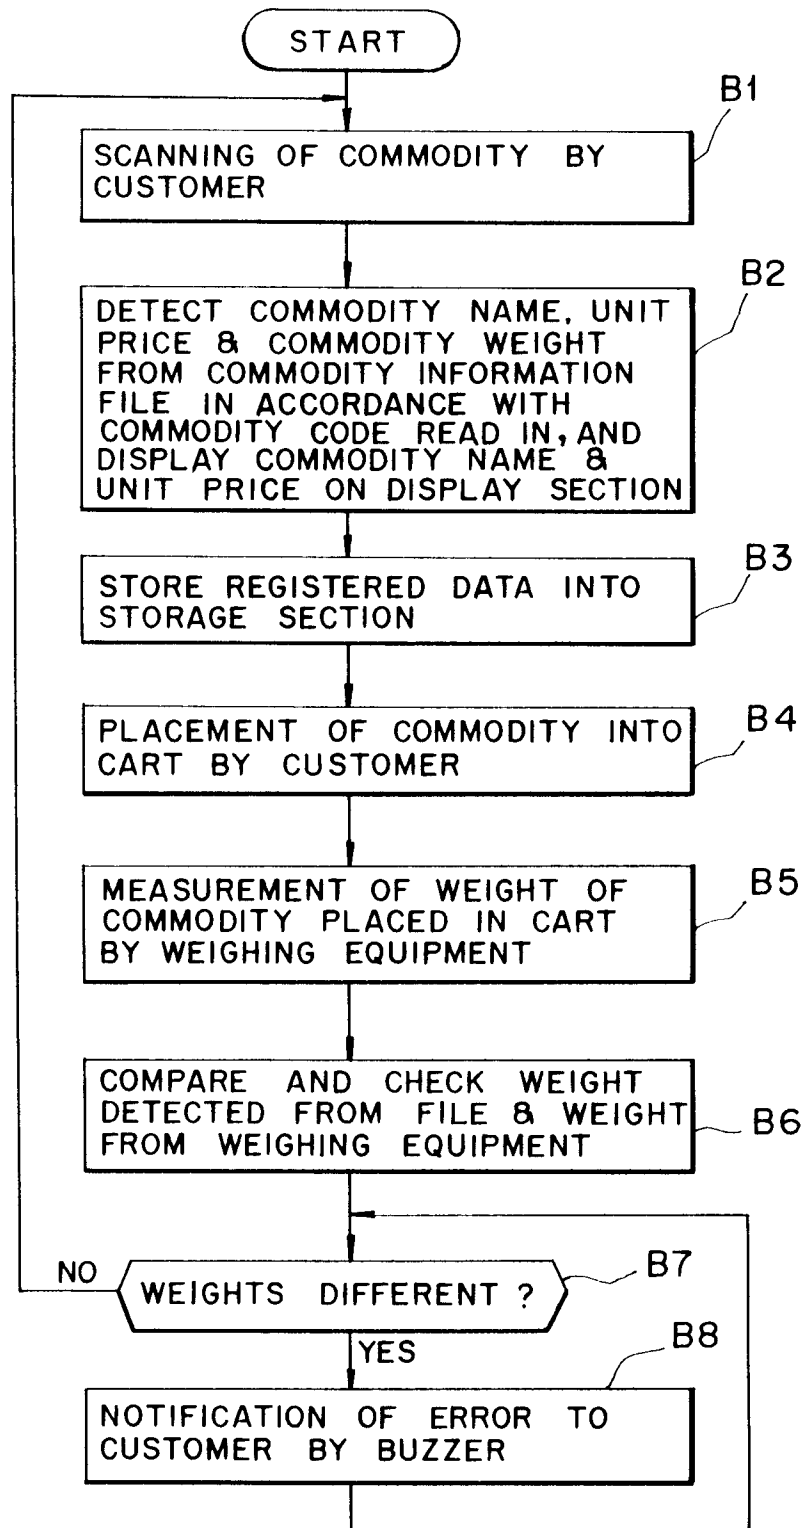 START
B1
SCANNING OF COMMODITY BY
CUSTOMER
B2
DETECT COMMODITY NAME, UNIT
PRICE & COMMODITY WEIGHT
FROM COMMODITY INFORMATION
FILE IN ACCORDANCE WITH
COMMODITY CODE READ IN, AND
DISPLAY COMMODITY NAME &
UNIT PRICE ON DISPLAY SECTION
B3
STORE REGISTERED DATA INTO
STORAGE SECTION
B4
PLACEMENT OF COMMODITY INTO
CART BY CUSTOMER
B5
MEASUREMENT OF WEIGHT OF
COMMODITY PLACED IN CART
BY WEIGHING EQUIPMENT
COMPARE AND CHECK WEIGHT
DETECTED FROM FILE & WEIGHT
FROM WEIGHING EQUIPMENT
B6
NO
WEIGHTS DIFFERENT ?
B7
YES
B8
NOTIFICATION OF ERROR TO
CUSTOMER BY BUZZER